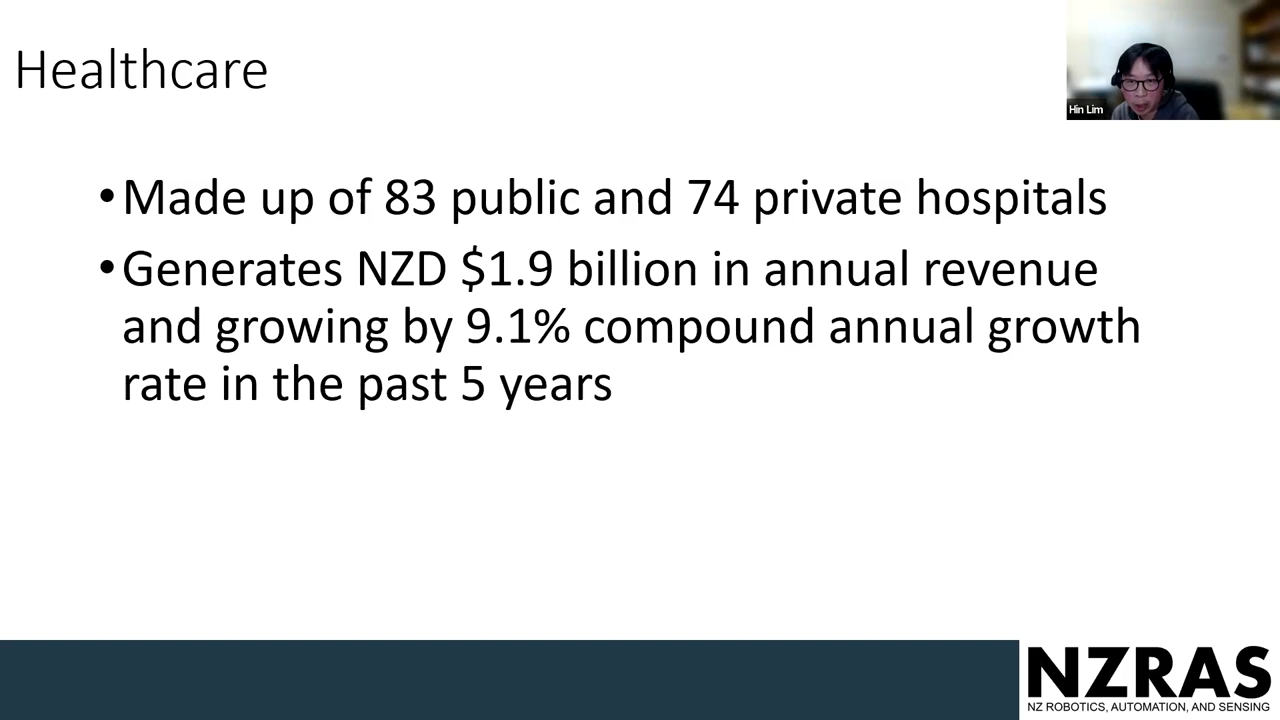 Healthcare
Hin Lim
•Made up of 83 public and 74 private hospitals
•Generates NZD $1.9 billion in annual revenue
and growing by 9.1% compound annual growth
rate in the past 5 years
NZRAS
NZ ROBOTICS, AUTOMATION, AND SENSING